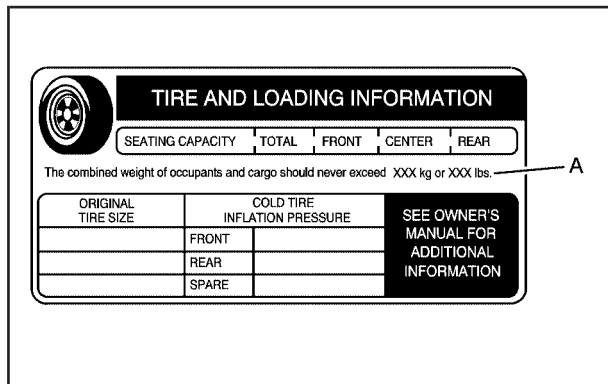 TIRE AND LOADING INFORMATION
SEATING CAPACITY TOTAL FRONT CENTER REAR
The combined weight of occupants and cargo should never exceed XXX kg or XXX lbs.
A
ORIGINAL
TIRE SIZE
COLD TIRE
INFLATION PRESSURE
FRONT
REAR
SPARE
SEE OWNER'S
MANUAL FOR
ADDITIONAL
INFORMATION